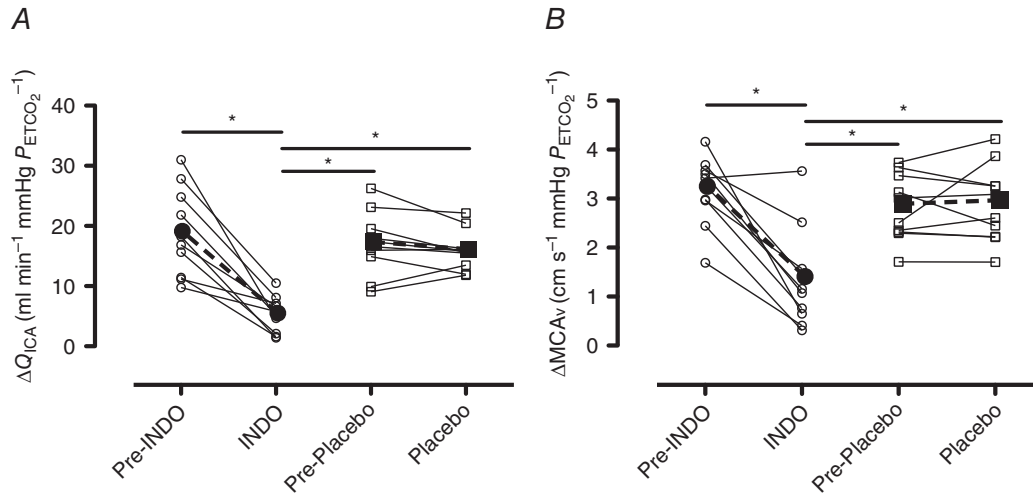 A
ΔQICA (ml min⁻¹ mmHg PETCO₂⁻¹)
40
30
20
10
0
*
*
*
Pre-INDO
INDO
Pre-Placebo
Placebo
B
ΔMCAv (cm s⁻¹ mmHg PETCO₂⁻¹)
5
4
3
2
1
0
*
*
*
Pre-INDO
INDO
Pre-Placebo
Placebo